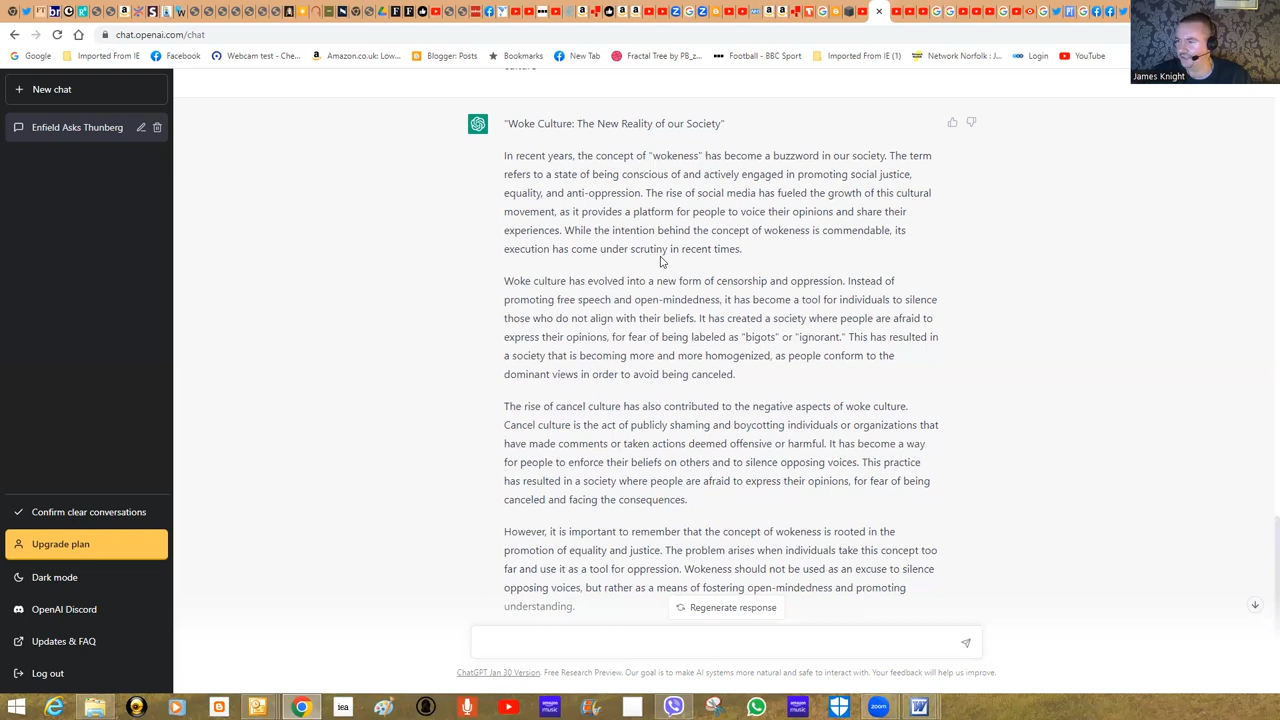 chat.openai.com/chat
Google
Imported From IE
Facebook
Webcam test - Che...
Amazon.co.uk: Low...
Blogger: Posts
Bookmarks
New Tab
Fractal Tree by PB_z...
Football - BBC Sport
Imported From IE (1)
Network Norfolk : J...
Login
YouTube
James Knight
New chat
Enfield Asks Thunberg
"Woke Culture: The New Reality of our Society"
In recent years, the concept of "wokeness" has become a buzzword in our society. The term
refers to a state of being conscious of and actively engaged in promoting social justice,
equality, and anti-oppression. The rise of social media has fueled the growth of this cultural
movement, as it provides a platform for people to voice their opinions and share their
experiences. While the intention behind the concept of wokeness is commendable, its
execution has come under scrutiny in recent times.
Woke culture has evolved into a new form of censorship and oppression. Instead of
promoting free speech and open-mindedness, it has become a tool for individuals to silence
those who do not align with their beliefs. It has created a society where people are afraid to
express their opinions, for fear of being labeled as "bigots" or "ignorant." This has resulted in
a society that is becoming more and more homogenized, as people conform to the
dominant views in order to avoid being canceled.
The rise of cancel culture has also contributed to the negative aspects of woke culture.
Cancel culture is the act of publicly shaming and boycotting individuals or organizations that
have made comments or taken actions deemed offensive or harmful. It has become a way
for people to enforce their beliefs on others and to silence opposing voices. This practice
has resulted in a society where people are afraid to express their opinions, for fear of being
canceled and facing the consequences.
However, it is important to remember that the concept of wokeness is rooted in the
promotion of equality and justice. The problem arises when individuals take this concept too
far and use it as a tool for oppression. Wokeness should not be used as an excuse to silence
opposing voices, but rather as a means of fostering open-mindedness and promoting
understanding.
Regenerate response
Confirm clear conversations
Upgrade plan
Dark mode
OpenAI Discord
Updates & FAQ
Log out
ChatGPT Jan 30 Version. Free Research Preview. Our goal is to make AI systems more natural and safe to interact with. Your feedback will help us improve.
iea
amazon music
amazon music
zoom